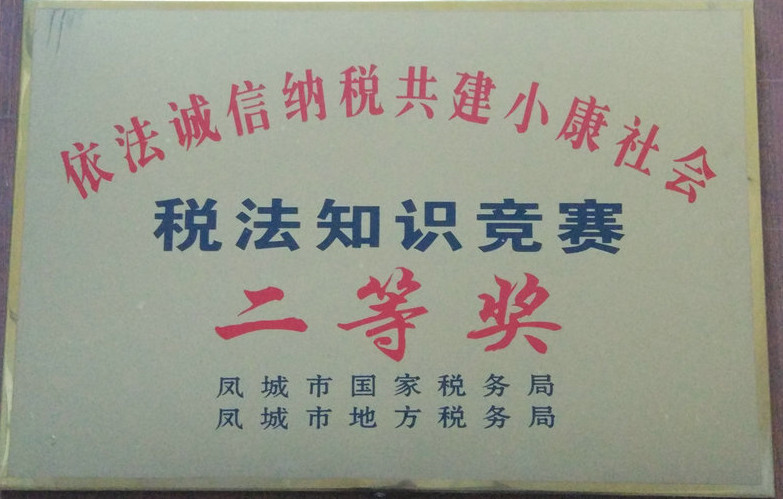 依法诚信纳税共建小康社会
税法知识竞赛
二等奖
凤城市国家税务局
凤城市地方税务局